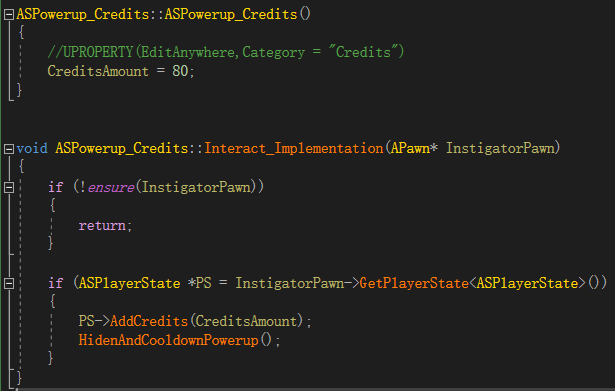 ASPowerup_Credits::ASPowerup_Credits()
{
//UPROPERTY(EditAnywhere,Category = "Credits")
CreditsAmount = 80;
}
void ASPowerup_Credits::Interact_Implementation(APawn* InstigatorPawn)
{
if (!ensure(InstigatorPawn))
{
return;
}
if (ASPlayerState *PS = InstigatorPawn->GetPlayerState<ASPlayerState>())
{
PS->AddCredits(CreditsAmount);
HidenAndCooldownPowerup();
}
}